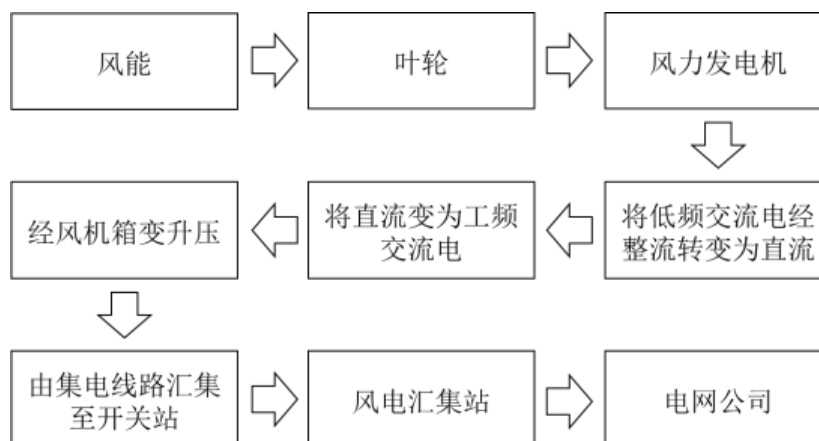 风能
叶轮
风力发电机
将低频交流电经
整流转变为直流
将直流变为工频
交流电
经风机箱变升压
由集电线路汇集
至开关站
风电汇集站
电网公司